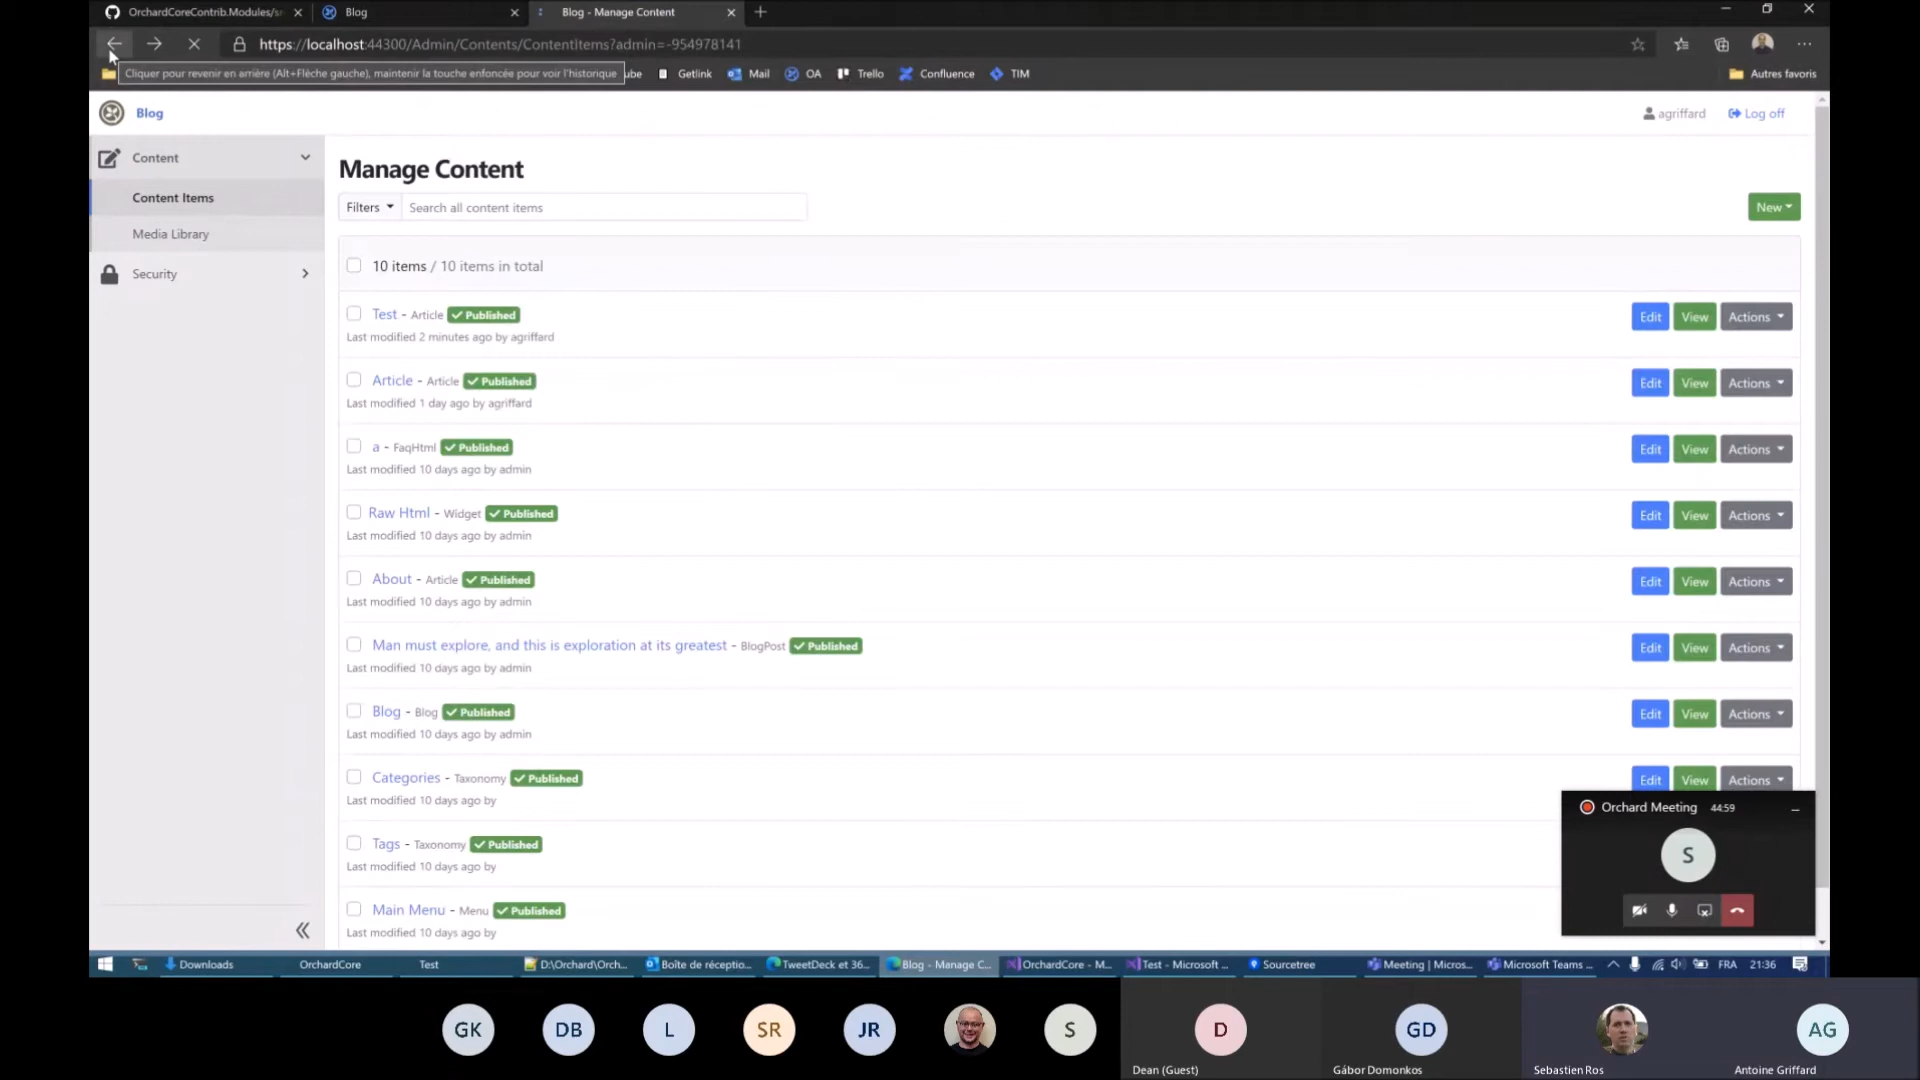 OrchardCoreContrib.Modules/sr
Blog
Blog - Manage Content
https://localhost:44300/Admin/Contents/ContentItems?admin=-954978141
Cliquer pour revenir en arrière (Alt+Flèche gauche), maintenir la touche enfoncée pour voir l'historique
ube
Getlink
Mail
OA
Trello
Confluence
TIM
Autres favoris
Blog
agriffard
Log off
Content
Content Items
Media Library
Security
Manage Content
Filters
Search all content items
New
10 items / 10 items in total
Test - Article Published
Last modified 2 minutes ago by agriffard
Edit View Actions
Article - Article Published
Last modified 1 day ago by agriffard
Edit View Actions
a - FaqHtml Published
Last modified 10 days ago by admin
Edit View Actions
Raw Html - Widget Published
Last modified 10 days ago by admin
Edit View Actions
About - Article Published
Last modified 10 days ago by admin
Edit View Actions
Man must explore, and this is exploration at its greatest - BlogPost Published
Last modified 10 days ago by admin
Edit View Actions
Blog - Blog Published
Last modified 10 days ago by admin
Edit View Actions
Categories - Taxonomy Published
Last modified 10 days ago by
Edit View Actions
Tags - Taxonomy Published
Last modified 10 days ago by
Main Menu - Menu Published
Last modified 10 days ago by
Orchard Meeting 44:59
S
Downloads
OrchardCore
Test
D:\Orchard\Orch...
Boîte de réceptio...
TweetDeck et 36...
Blog - Manage C...
OrchardCore - M...
Test - Microsoft ...
Sourcetree
Meeting | Micros...
Microsoft Teams ...
FRA
21:36
GK
DB
L
SR
JR
S
D
GD
AG
Dean (Guest)
Gábor Domonkos
Sebastien Ros
Antoine Griffard